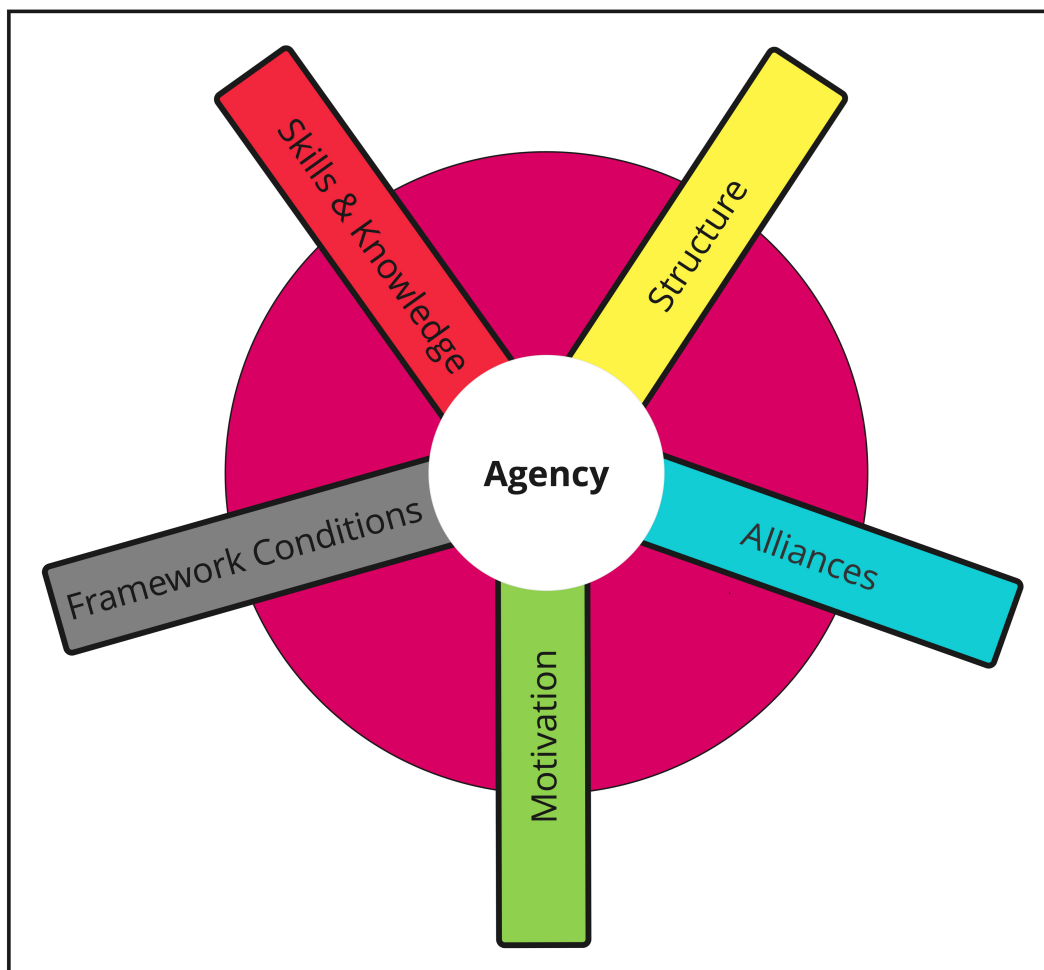 Skills & Knowledge
Structure
Agency
Framework Conditions
Alliances
Motivation